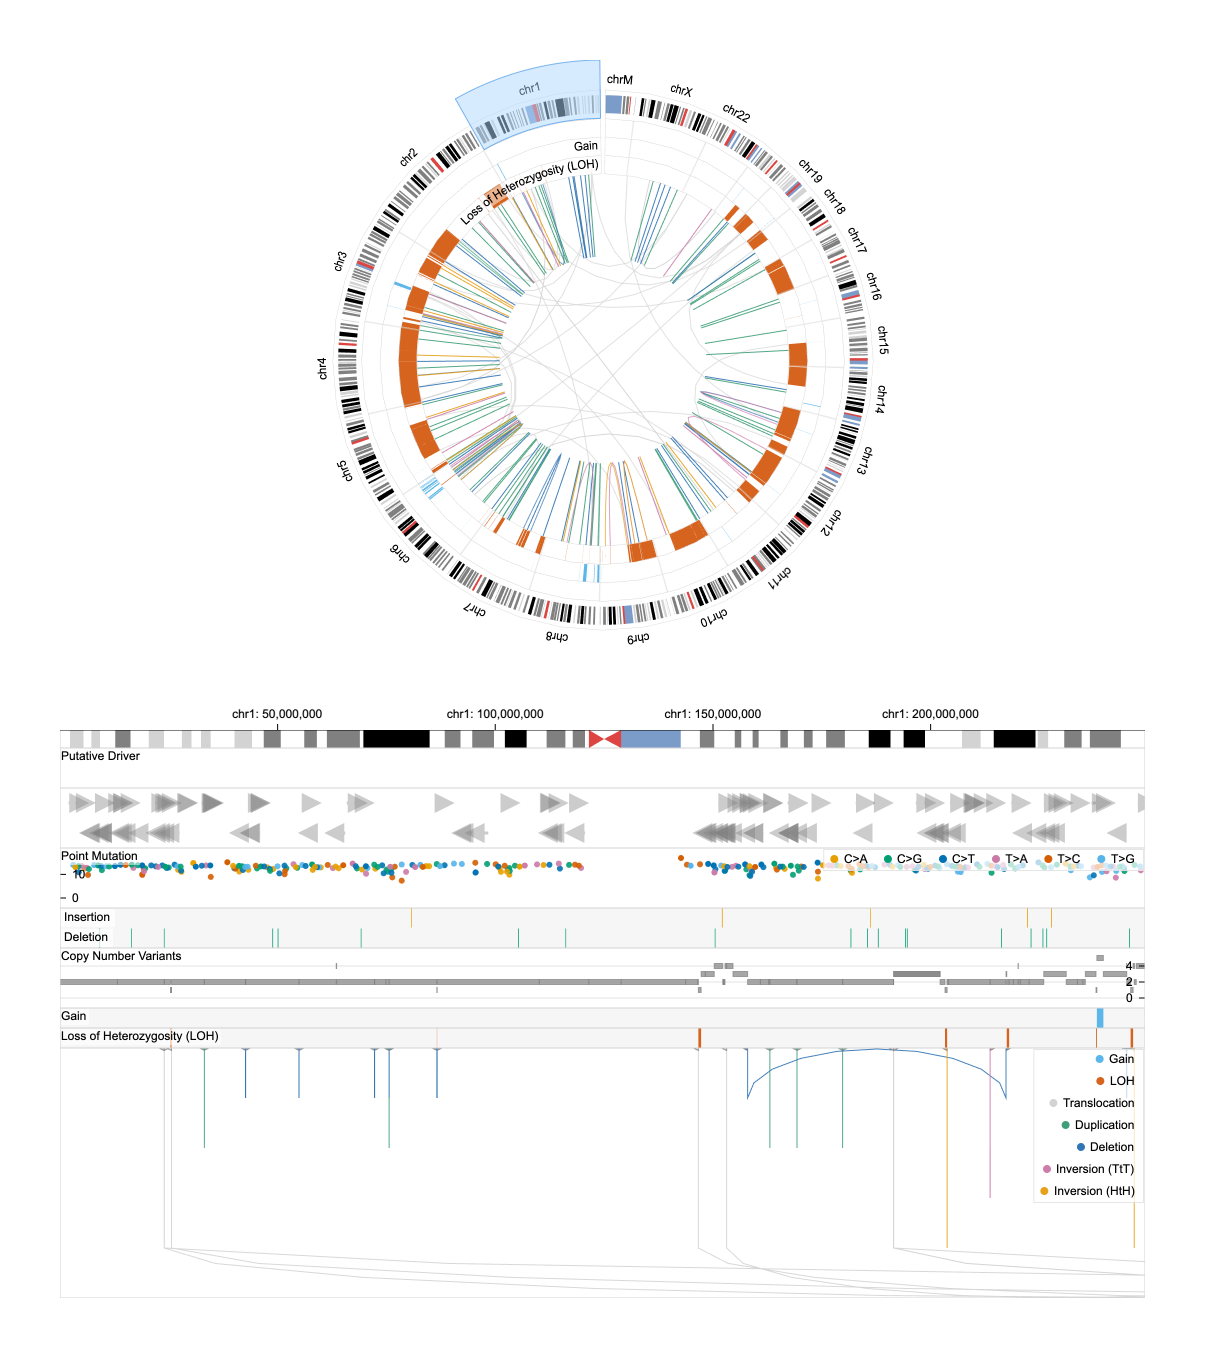 chr1
chrM
chrX
chr22
chr19
chr18
chr17
chr16
chr15
chr14
chr13
chr12
chr11
chr10
chr9
chr8
chr7
chr6
chr5
chr4
chr3
chr2
Gain
Loss of Heterozygosity (LOH)
chr1: 50,000,000 chr1: 100,000,000 chr1: 150,000,000 chr1: 200,000,000
Putative Driver
Point Mutation
C>A C>G C>T T>A T>C T>G
10
0
Insertion
Deletion
Copy Number Variants
4
2
0
Gain
Loss of Heterozygosity (LOH)
Gain
LOH
Translocation
Duplication
Deletion
Inversion (TtT)
Inversion (HtH)